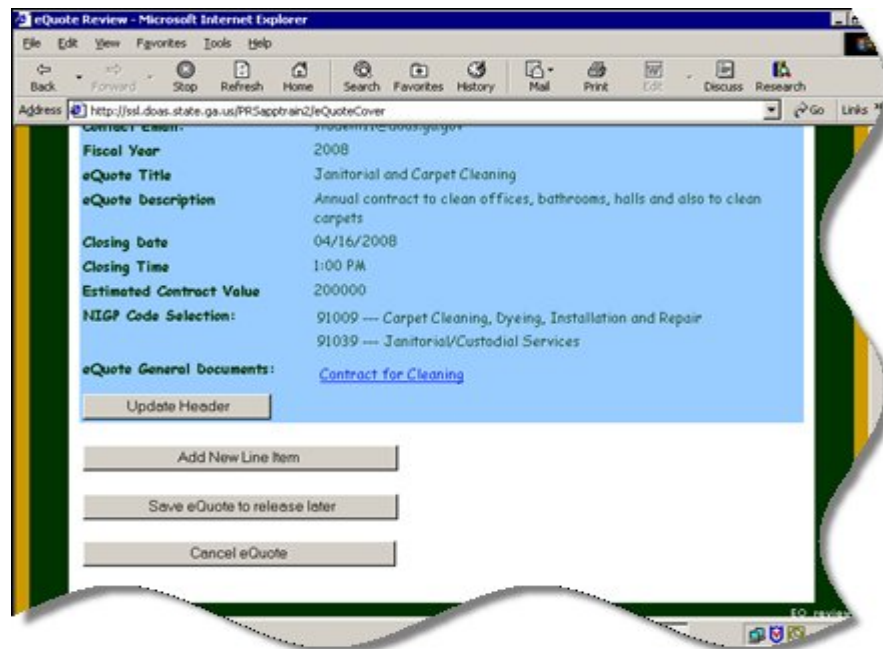 eQuote Review - Microsoft Internet Explorer
File Edit View Favorites Tools Help
Back Forward Stop Refresh Home Search Favorites History Mail Print Edit Discuss Research
Address http://ssl.doas.state.ga.us/PRSapptrain2/eQuoteCover Go Links
Contact Email:
Fiscal Year 2008
eQuote Title Janitorial and Carpet Cleaning
eQuote Description Annual contract to clean offices, bathrooms, halls and also to clean
carpets
Closing Date 04/16/2008
Closing Time 1:00 PM
Estimated Contract Value 200000
NIGP Code Selection: 91009 --- Carpet Cleaning, Dyeing, Installation and Repair
91039 --- Janitorial/Custodial Services
eQuote General Documents: Contract for Cleaning
Update Header
Add New Line Item
Save eQuote to release later
Cancel eQuote
EQ